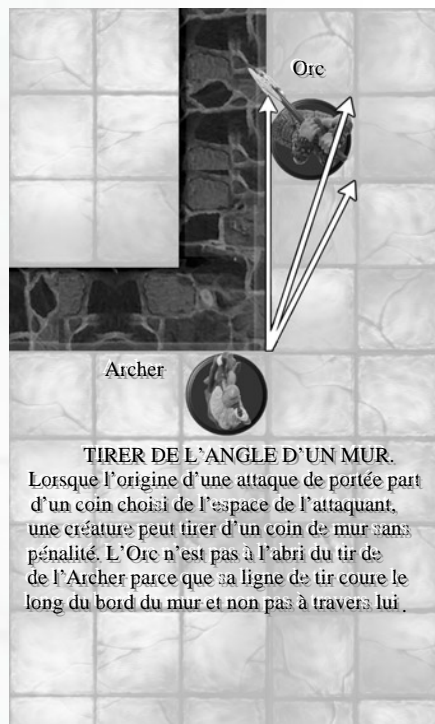 Orc
Archer
TIRER DE L'ANGLE D'UN MUR.
Lorsque l'origine d'une attaque de portée part
d'un coin choisi de l'espace de l'attaquant,
une créature peut tirer d'un coin de mur sans
pénalité. L'Orc n'est pas à l'abri du tir de
de l'Archer parce que sa ligne de tir coure le
long du bord du mur et non pas à travers lui.